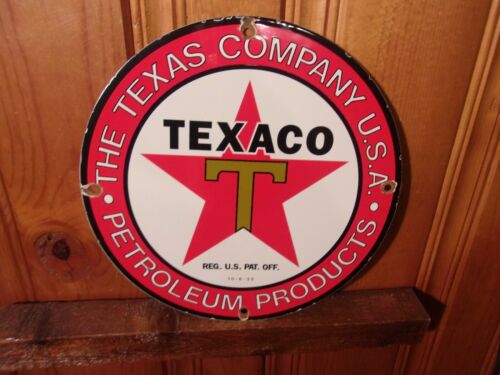 THE TEXAS COMPANY U.S.A.
TEXACO
T
REG. U.S. PAT. OFF.
• PETROLEUM PRODUCTS •